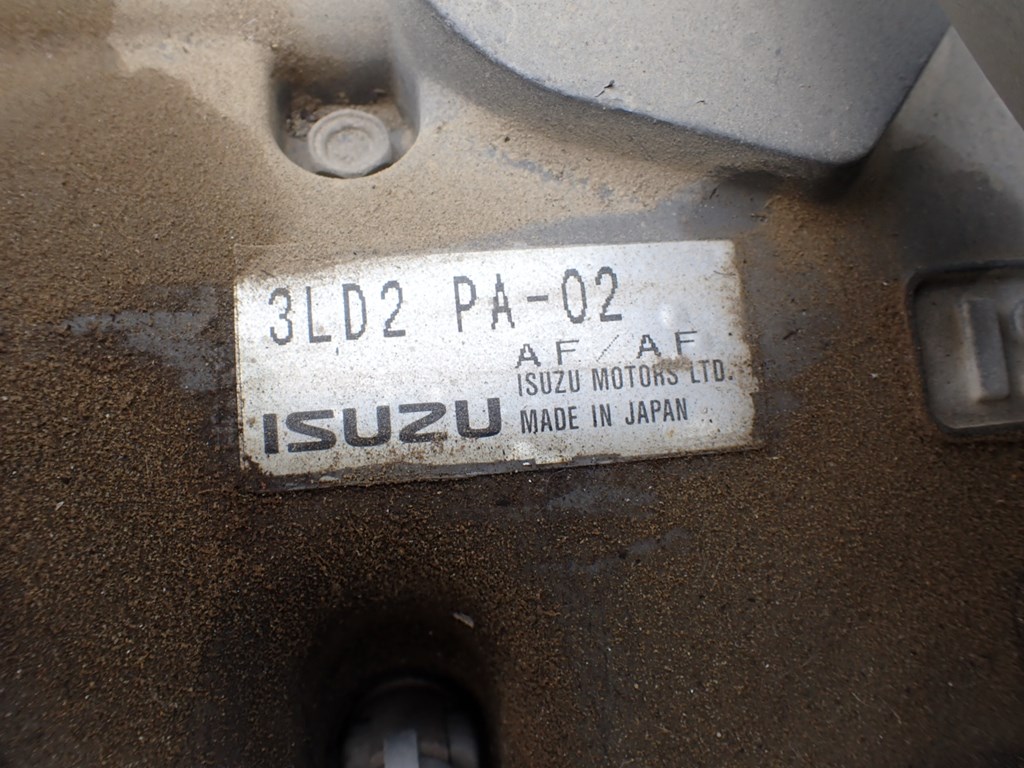 3LD2 PA-02
AF/AF
ISUZU MOTORS LTD.
ISUZU MADE IN JAPAN